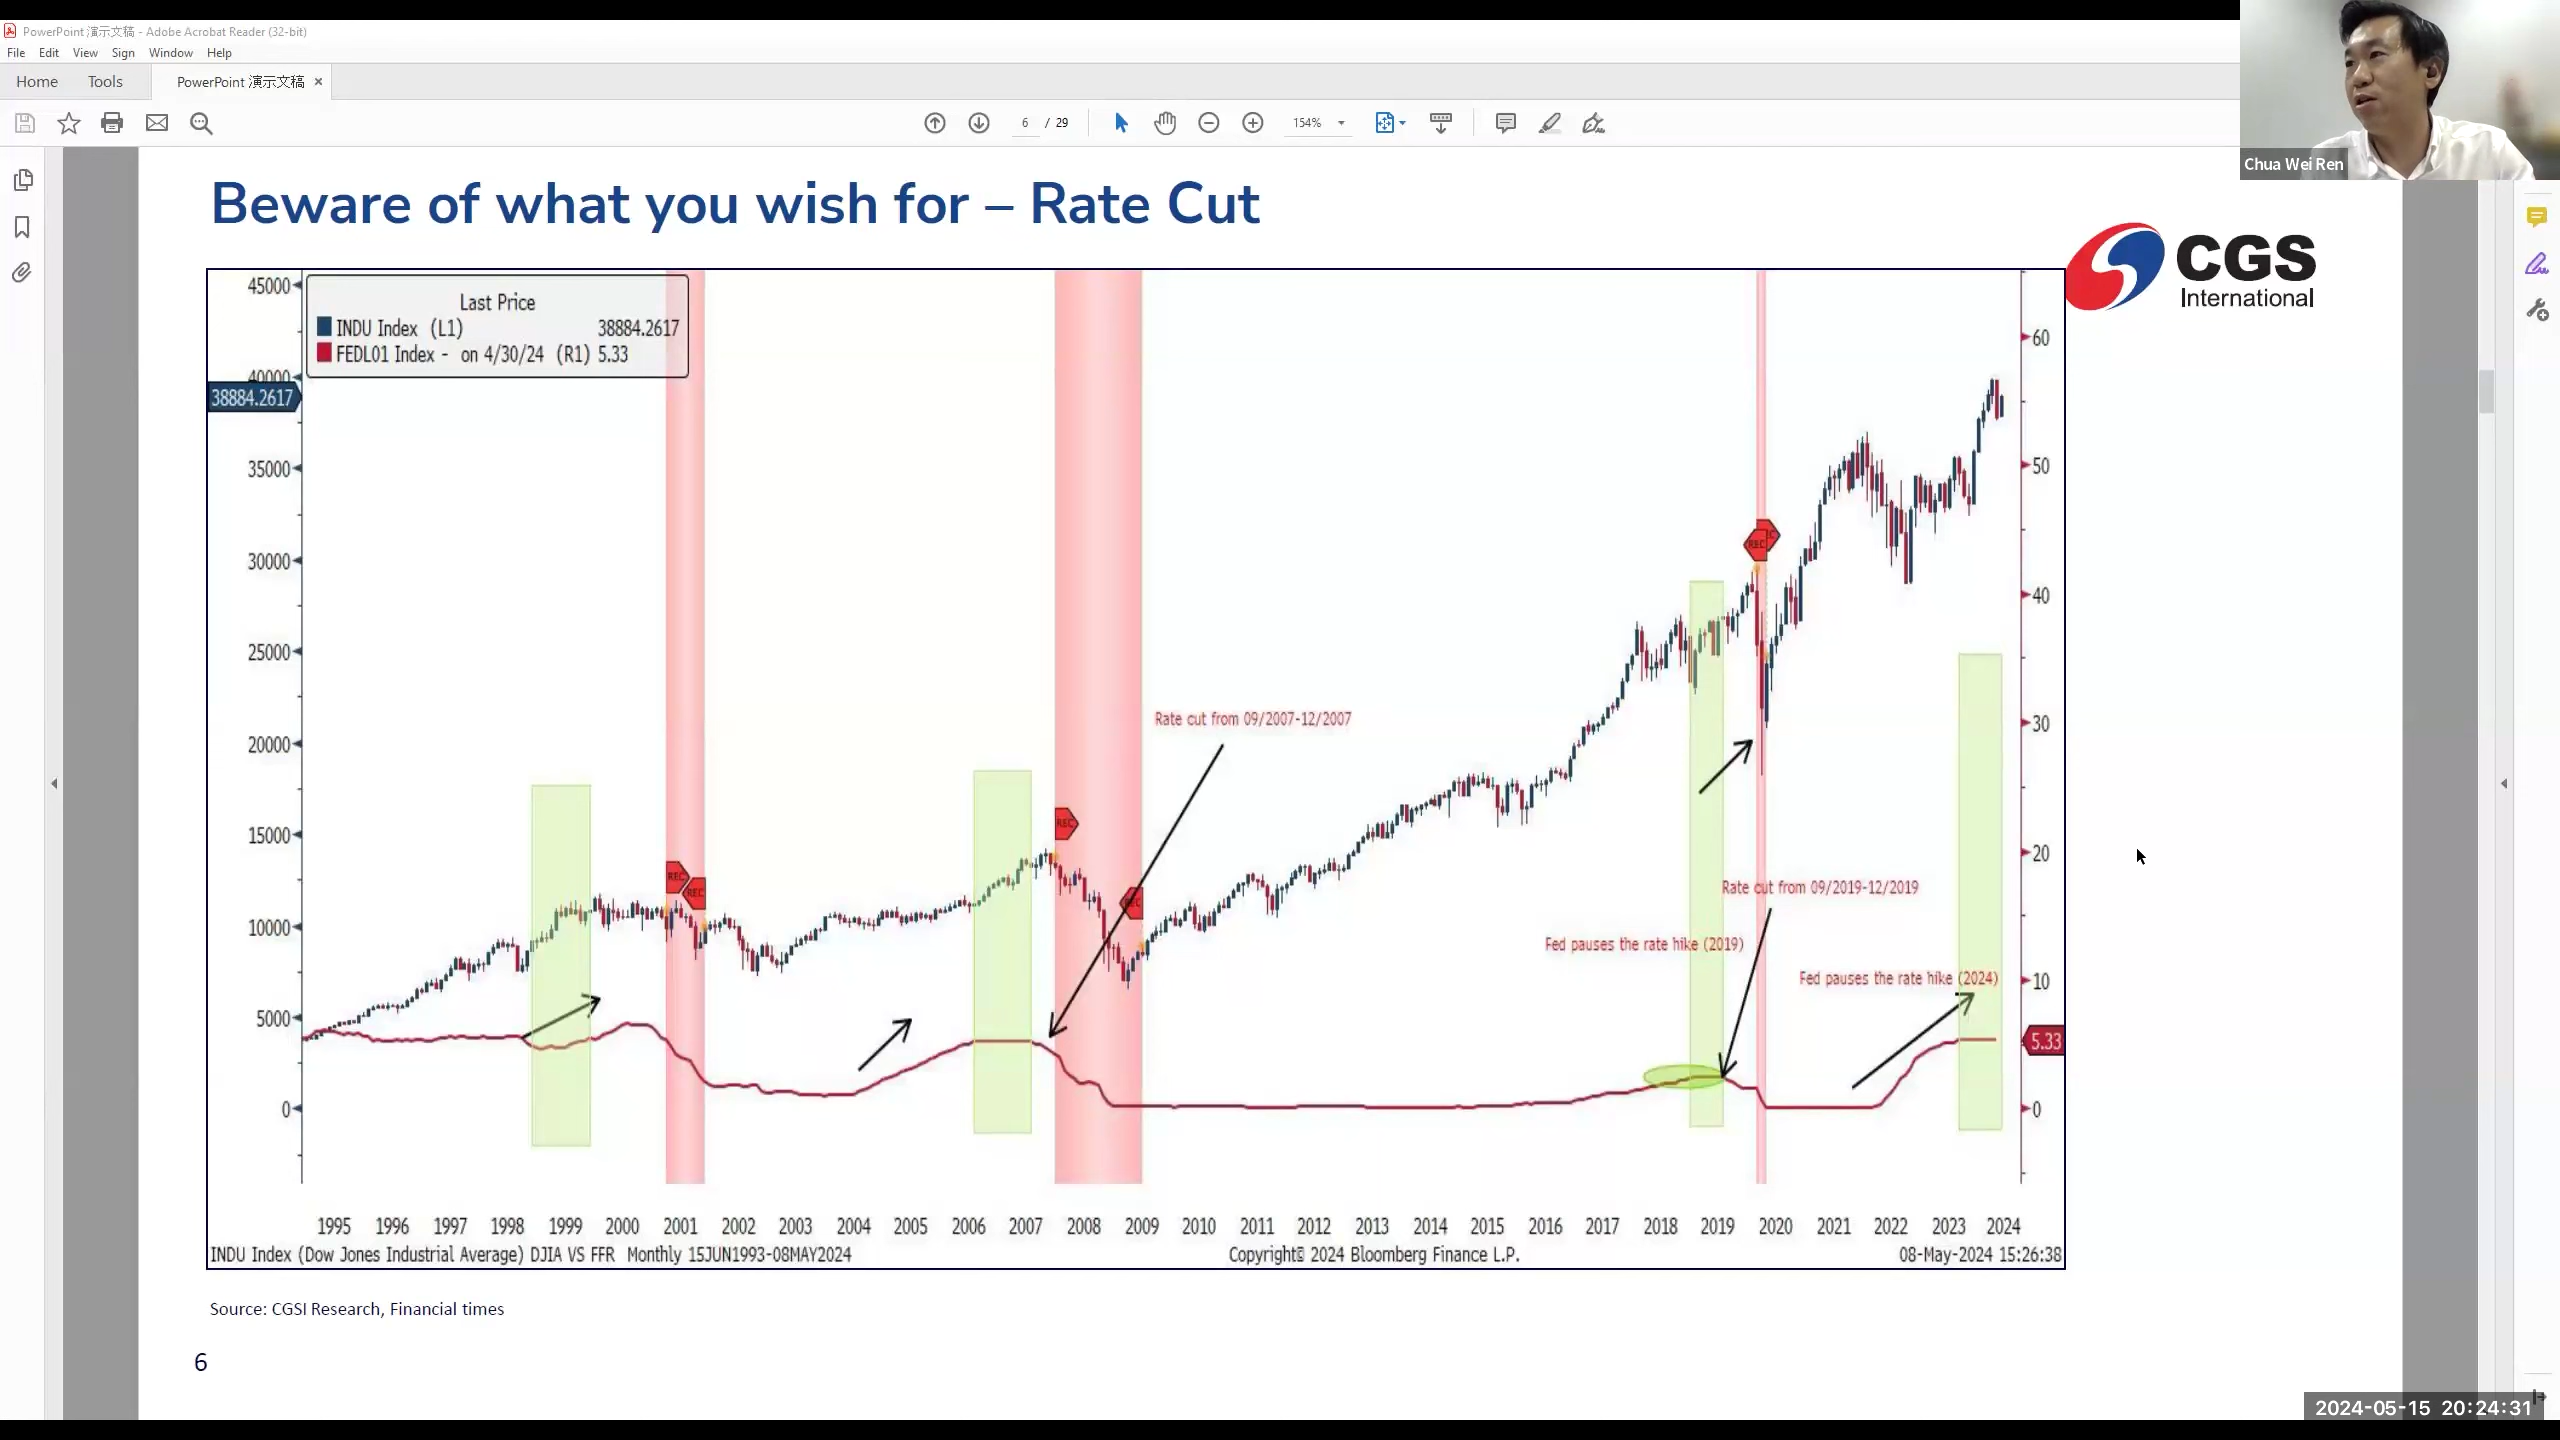 PowerPoint 演示文稿 - Adobe Acrobat Reader (32-bit)
File Edit View Sign Window Help
Home Tools PowerPoint 演示文稿 ×
6 / 29 154%
Chua Wei Ren
Beware of what you wish for – Rate Cut
CGS
International
Last Price
INDU Index (L1) 38884.2617
FEDL01 Index - on 4/30/24 (R1) 5.33
45000
40000
38884.2617
35000
30000
25000
20000
15000
10000
5000
0
60
50
40
30
20
10
5.33
0
REC
REC
REC
REC
REC
Rate cut from 09/2007-12/2007
Rate cut from 09/2019-12/2019
Fed pauses the rate hike (2019)
Fed pauses the rate hike (2024)
1995 1996 1997 1998 1999 2000 2001 2002 2003 2004 2005 2006 2007 2008 2009 2010 2011 2012 2013 2014 2015 2016 2017 2018 2019 2020 2021 2022 2023 2024
INDU Index (Dow Jones Industrial Average) DJIA VS FFR Monthly 15JUN1993-08MAY2024 Copyright© 2024 Bloomberg Finance L.P. 08-May-2024 15:26:38
Source: CGSI Research, Financial times
6
2024-05-15 20:24:31